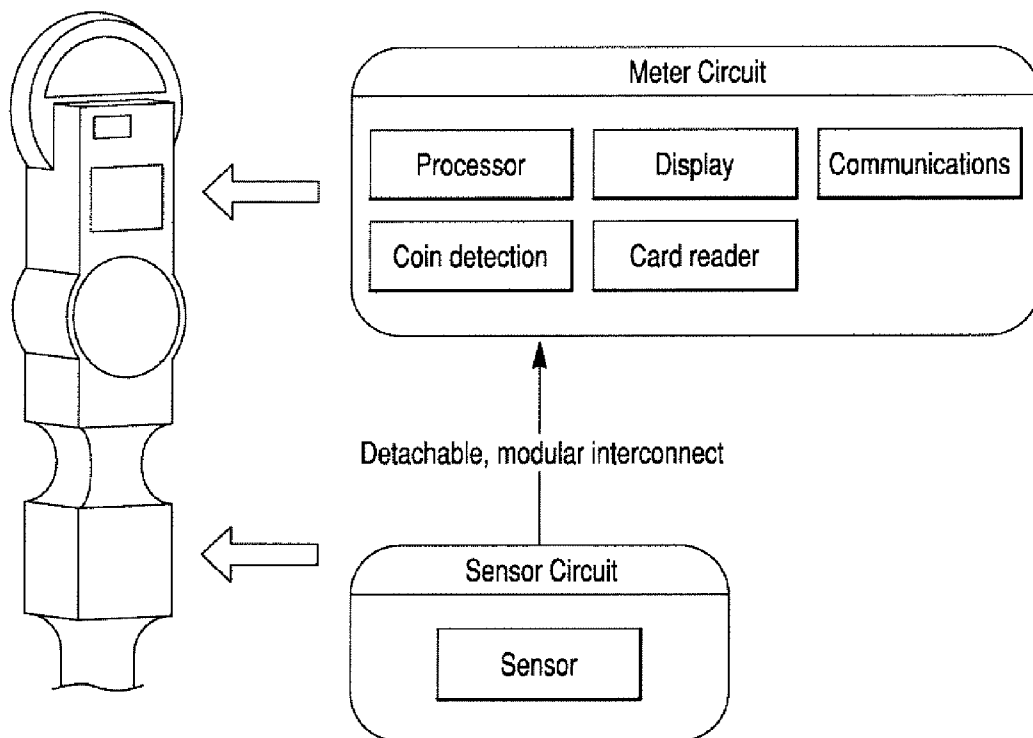 Meter Circuit
Processor
Display
Communications
Coin detection
Card reader
Detachable, modular interconnect
Sensor Circuit
Sensor